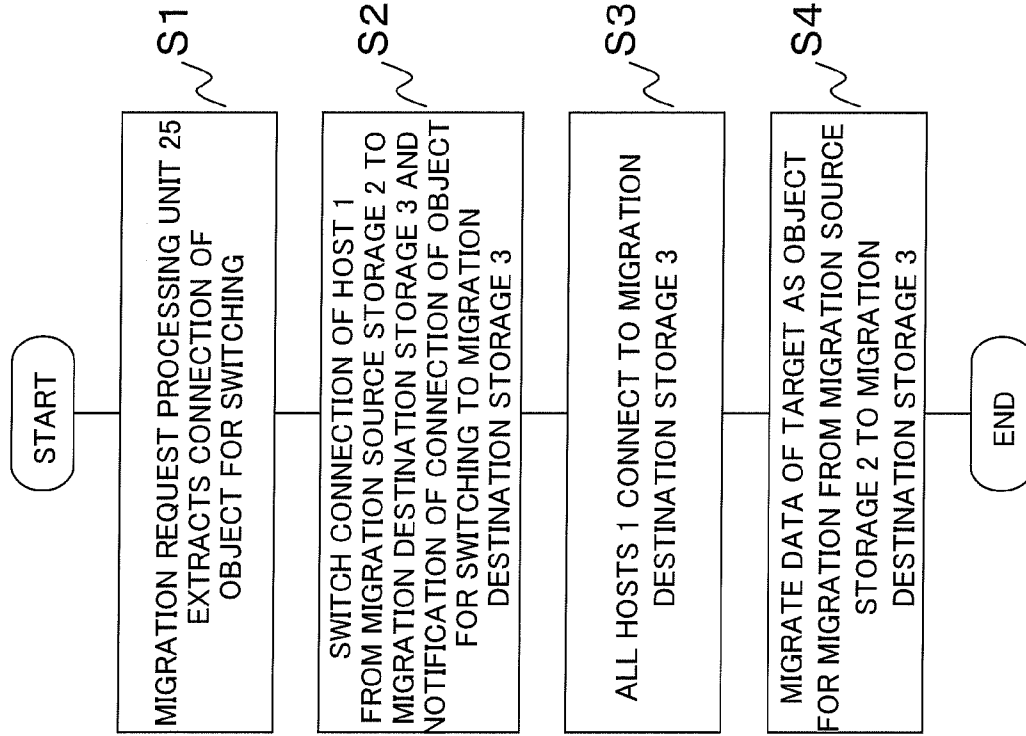 START
MIGRATION REQUEST PROCESSING UNIT 25
EXTRACTS CONNECTION OF
OBJECT FOR SWITCHING
S1
SWITCH CONNECTION OF HOST 1
FROM MIGRATION SOURCE STORAGE 2 TO
MIGRATION DESTINATION STORAGE 3 AND
NOTIFICATION OF CONNECTION OF OBJECT
FOR SWITCHING TO MIGRATION
DESTINATION STORAGE 3
S2
ALL HOSTS 1 CONNECT TO MIGRATION
DESTINATION STORAGE 3
S3
MIGRATE DATA OF TARGET AS OBJECT
FOR MIGRATION FROM MIGRATION SOURCE
STORAGE 2 TO MIGRATION
DESTINATION STORAGE 3
S4
END